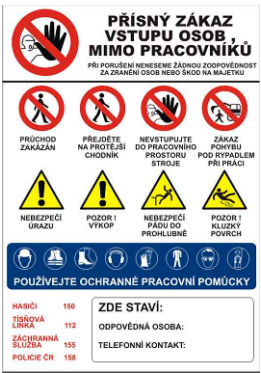 PŘÍSNÝ ZÁKAZ
VSTUPU OSOB ,
MIMO PRACOVNÍKŮ
PŘI PORUŠENÍ NENESEME ŽÁDNOU ZODPOVĚDNOST
ZA ZRANĚNÍ OSOB NEBO ŠKOD NA MAJETKU
PRŮCHOD
ZAKÁZÁN
PŘEJDĚTE
NA PROTĚJŠÍ
CHODNÍK
NEVSTUPUJTE
DO PRACOVNÍHO
PROSTORU
STROJE
ZÁKAZ
POHYBU
POD RYPADLEM
PŘI PRÁCI
NEBEZPEČÍ
ÚRAZU
POZOR !
VÝKOP
NEBEZPEČÍ
PÁDU DO
PROHLUBNĚ
POZOR !
KLUZKÝ
POVRCH
POUŽÍVEJTE OCHRANNÉ PRACOVNÍ POMŮCKY
HASIČI 150
TÍSŇOVÁ
LINKA 112
ZÁCHRANNÁ
SLUŽBA 155
POLICIE ČR 158
ZDE STAVÍ:
ODPOVĚDNÁ OSOBA:
TELEFONNÍ KONTAKT: